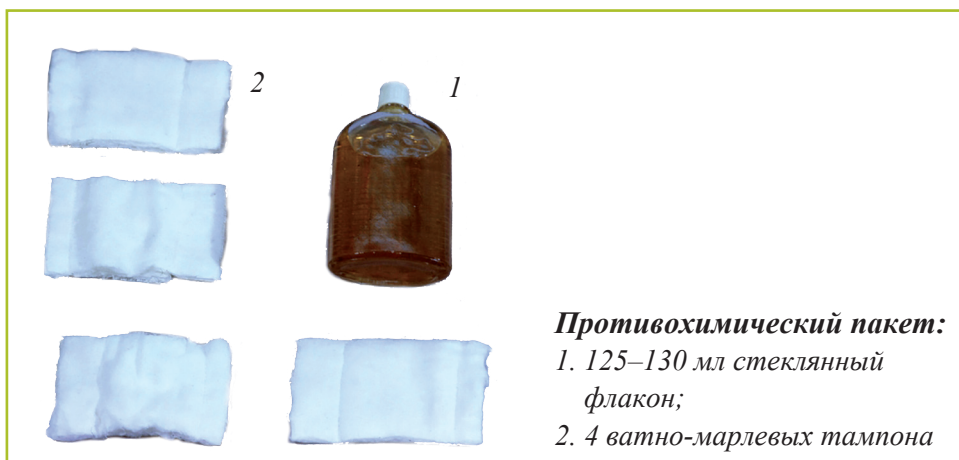 2
1
Противохимический пакет:
1. 125–130 мл стеклянный
флакон;
2. 4 ватно-марлевых тампона